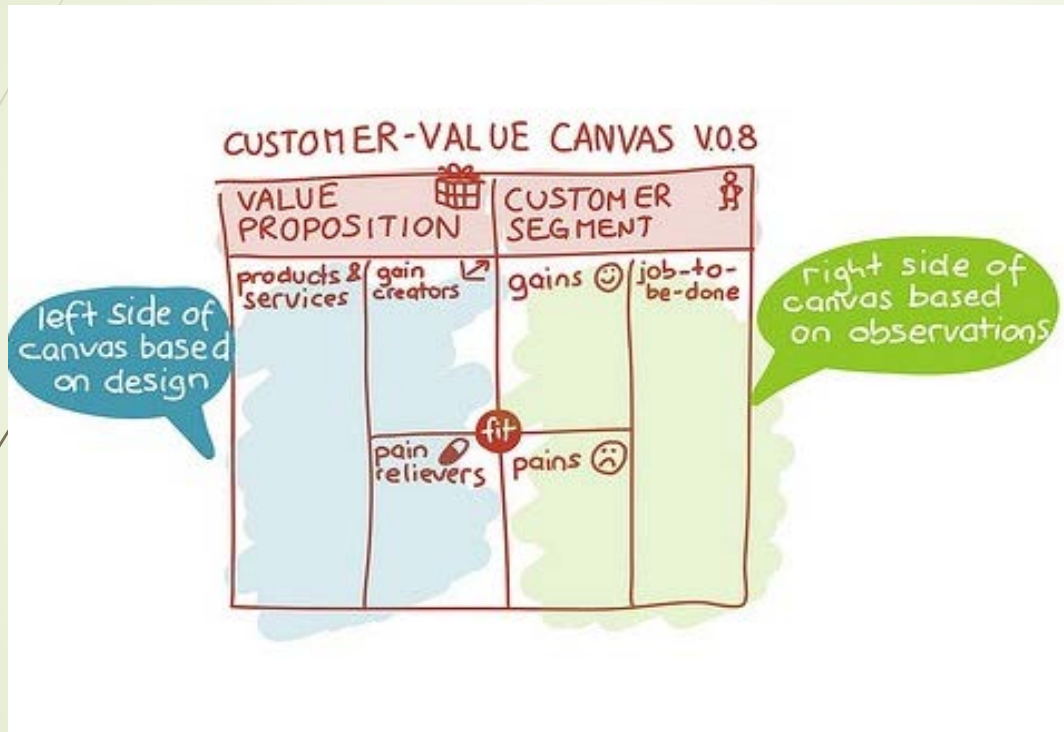 CUSTOMER-VALUE CANVAS V.0.8
VALUE
PROPOSITION
CUSTOMER
SEGMENT
products &
services
gain
creators
pain
relievers
fit
gains
pains
job-to-
be-done
left side of
canvas based
on design
right side of
canvas based
on observations